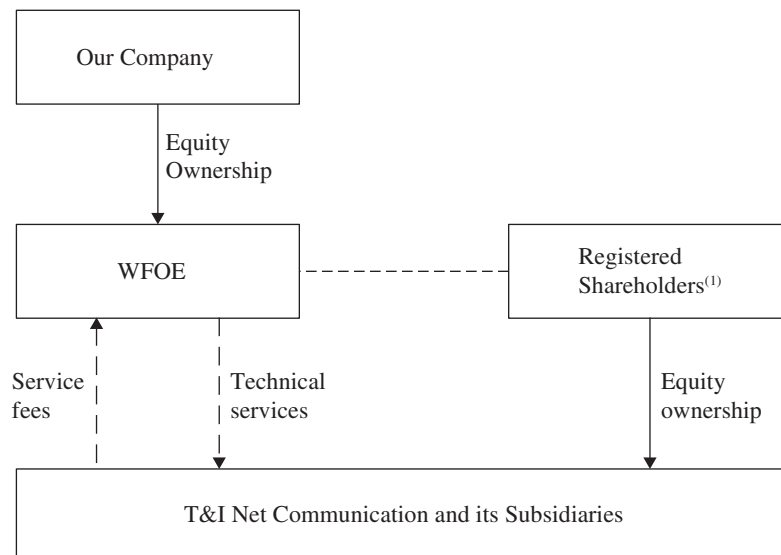 Our Company
Equity
Ownership
WFOE
Registered
Shareholders(1)
Service
fees
Technical
services
Equity
ownership
T&I Net Communication and its Subsidiaries